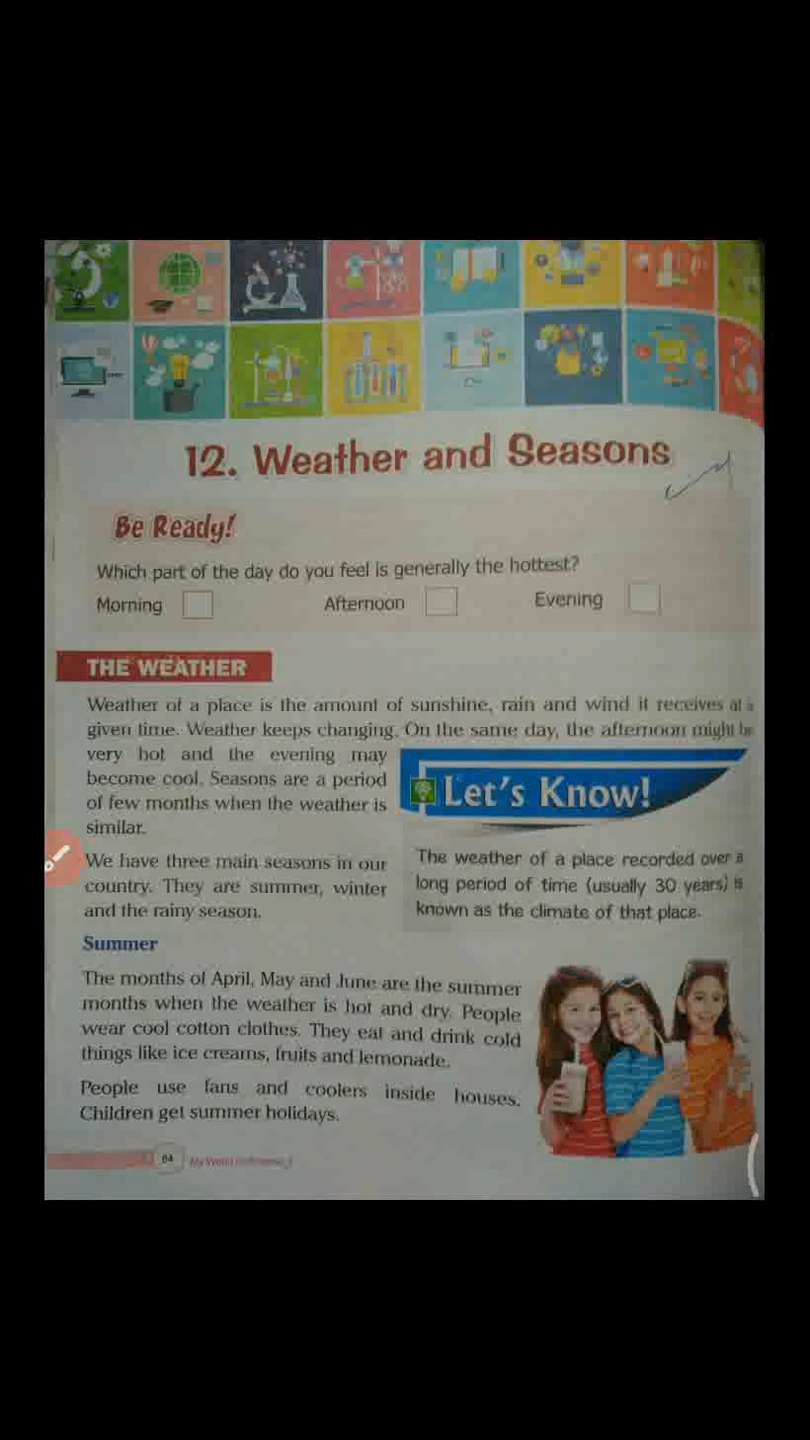 12. Weather and Seasons
Be Ready!
Which part of the day do you feel is generally the hottest?
Morning Afternoon Evening
THE WEATHER
Weather of a place is the amount of sunshine, rain and wind it receives at a
given time. Weather keeps changing. On the same day, the afternoon might be
very hot and the evening may
become cool. Seasons are a period
of few months when the weather is
similar.
We have three main seasons in our
country. They are summer, winter
and the rainy season.
Let's Know!
The weather of a place recorded over a
long period of time (usually 30 years) is
known as the climate of that place.
Summer
The months of April, May and June are the summer
months when the weather is hot and dry. People
wear cool cotton clothes. They eat and drink cold
things like ice creams, fruits and lemonade.
People use fans and coolers inside houses.
Children get summer holidays.
84
My World